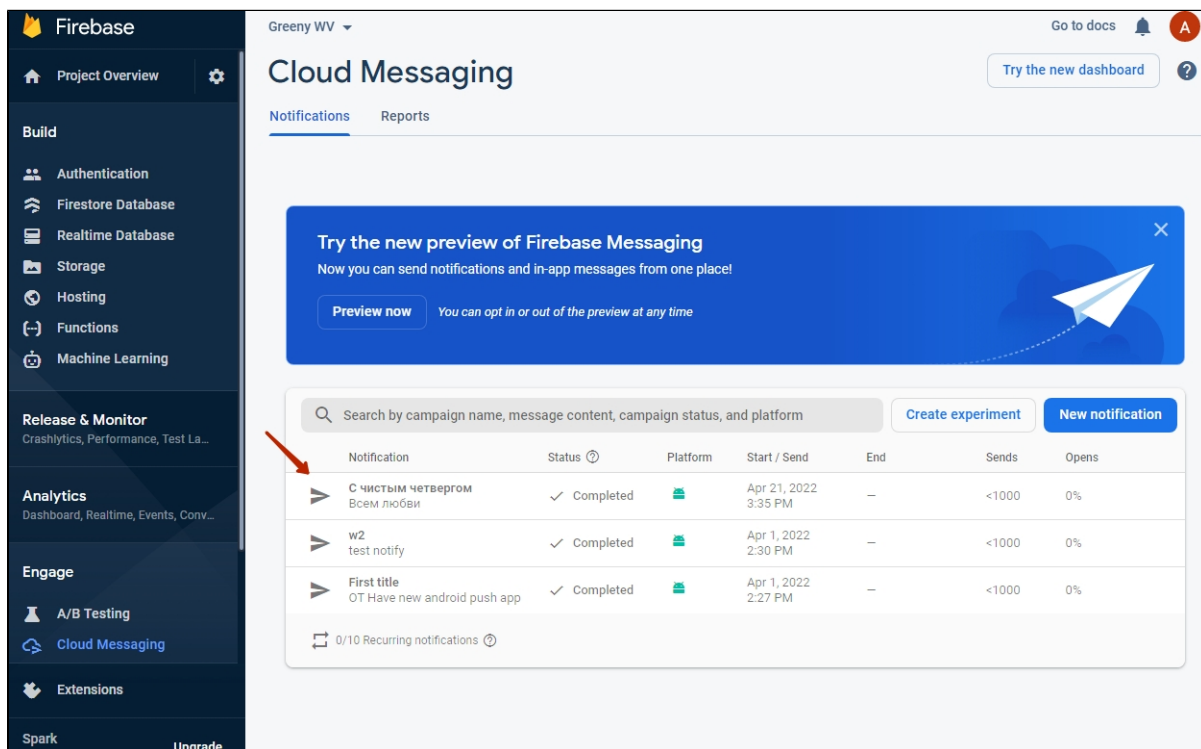 Firebase
Project Overview
Build
Authentication
Firestore Database
Realtime Database
Storage
Hosting
Functions
Machine Learning
Release & Monitor
Crashlytics, Performance, Test La...
Analytics
Dashboard, Realtime, Events, Conv...
Engage
A/B Testing
Cloud Messaging
Extensions
Spark
Upgrade
Greeny WV
Go to docs
A
Cloud Messaging
Try the new dashboard
?
Notifications Reports
Try the new preview of Firebase Messaging
Now you can send notifications and in-app messages from one place!
Preview now You can opt in or out of the preview at any time
Search by campaign name, message content, campaign status, and platform
Create experiment New notification
Notification Status ? Platform Start / Send End Sends Opens
С чистым четвергом
Всем любви
Completed
Apr 21, 2022
3:35 PM
– <1000 0%
w2
test notify
Completed
Apr 1, 2022
2:30 PM
– <1000 0%
First title
OT Have new android push app
Completed
Apr 1, 2022
2:27 PM
– <1000 0%
0/10 Recurring notifications ?